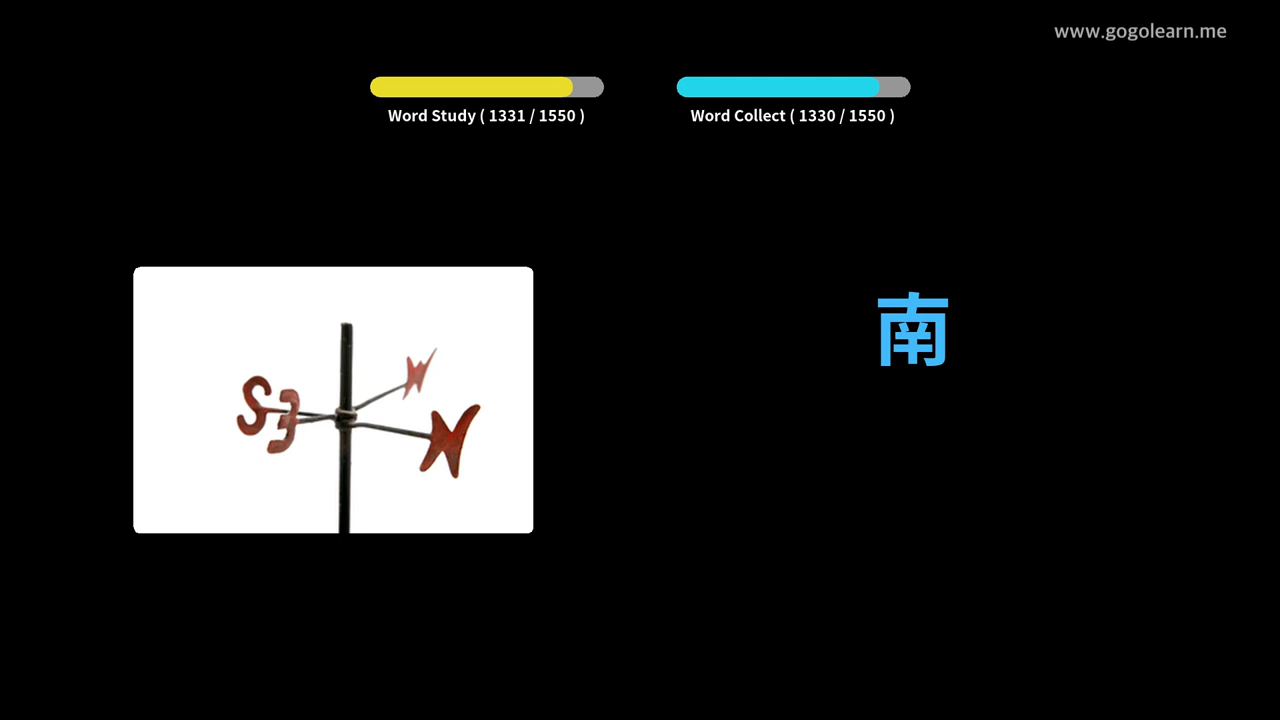 www.gogolearn.me
Word Study ( 1331 / 1550 )
Word Collect ( 1330 / 1550 )
S
E
N
南